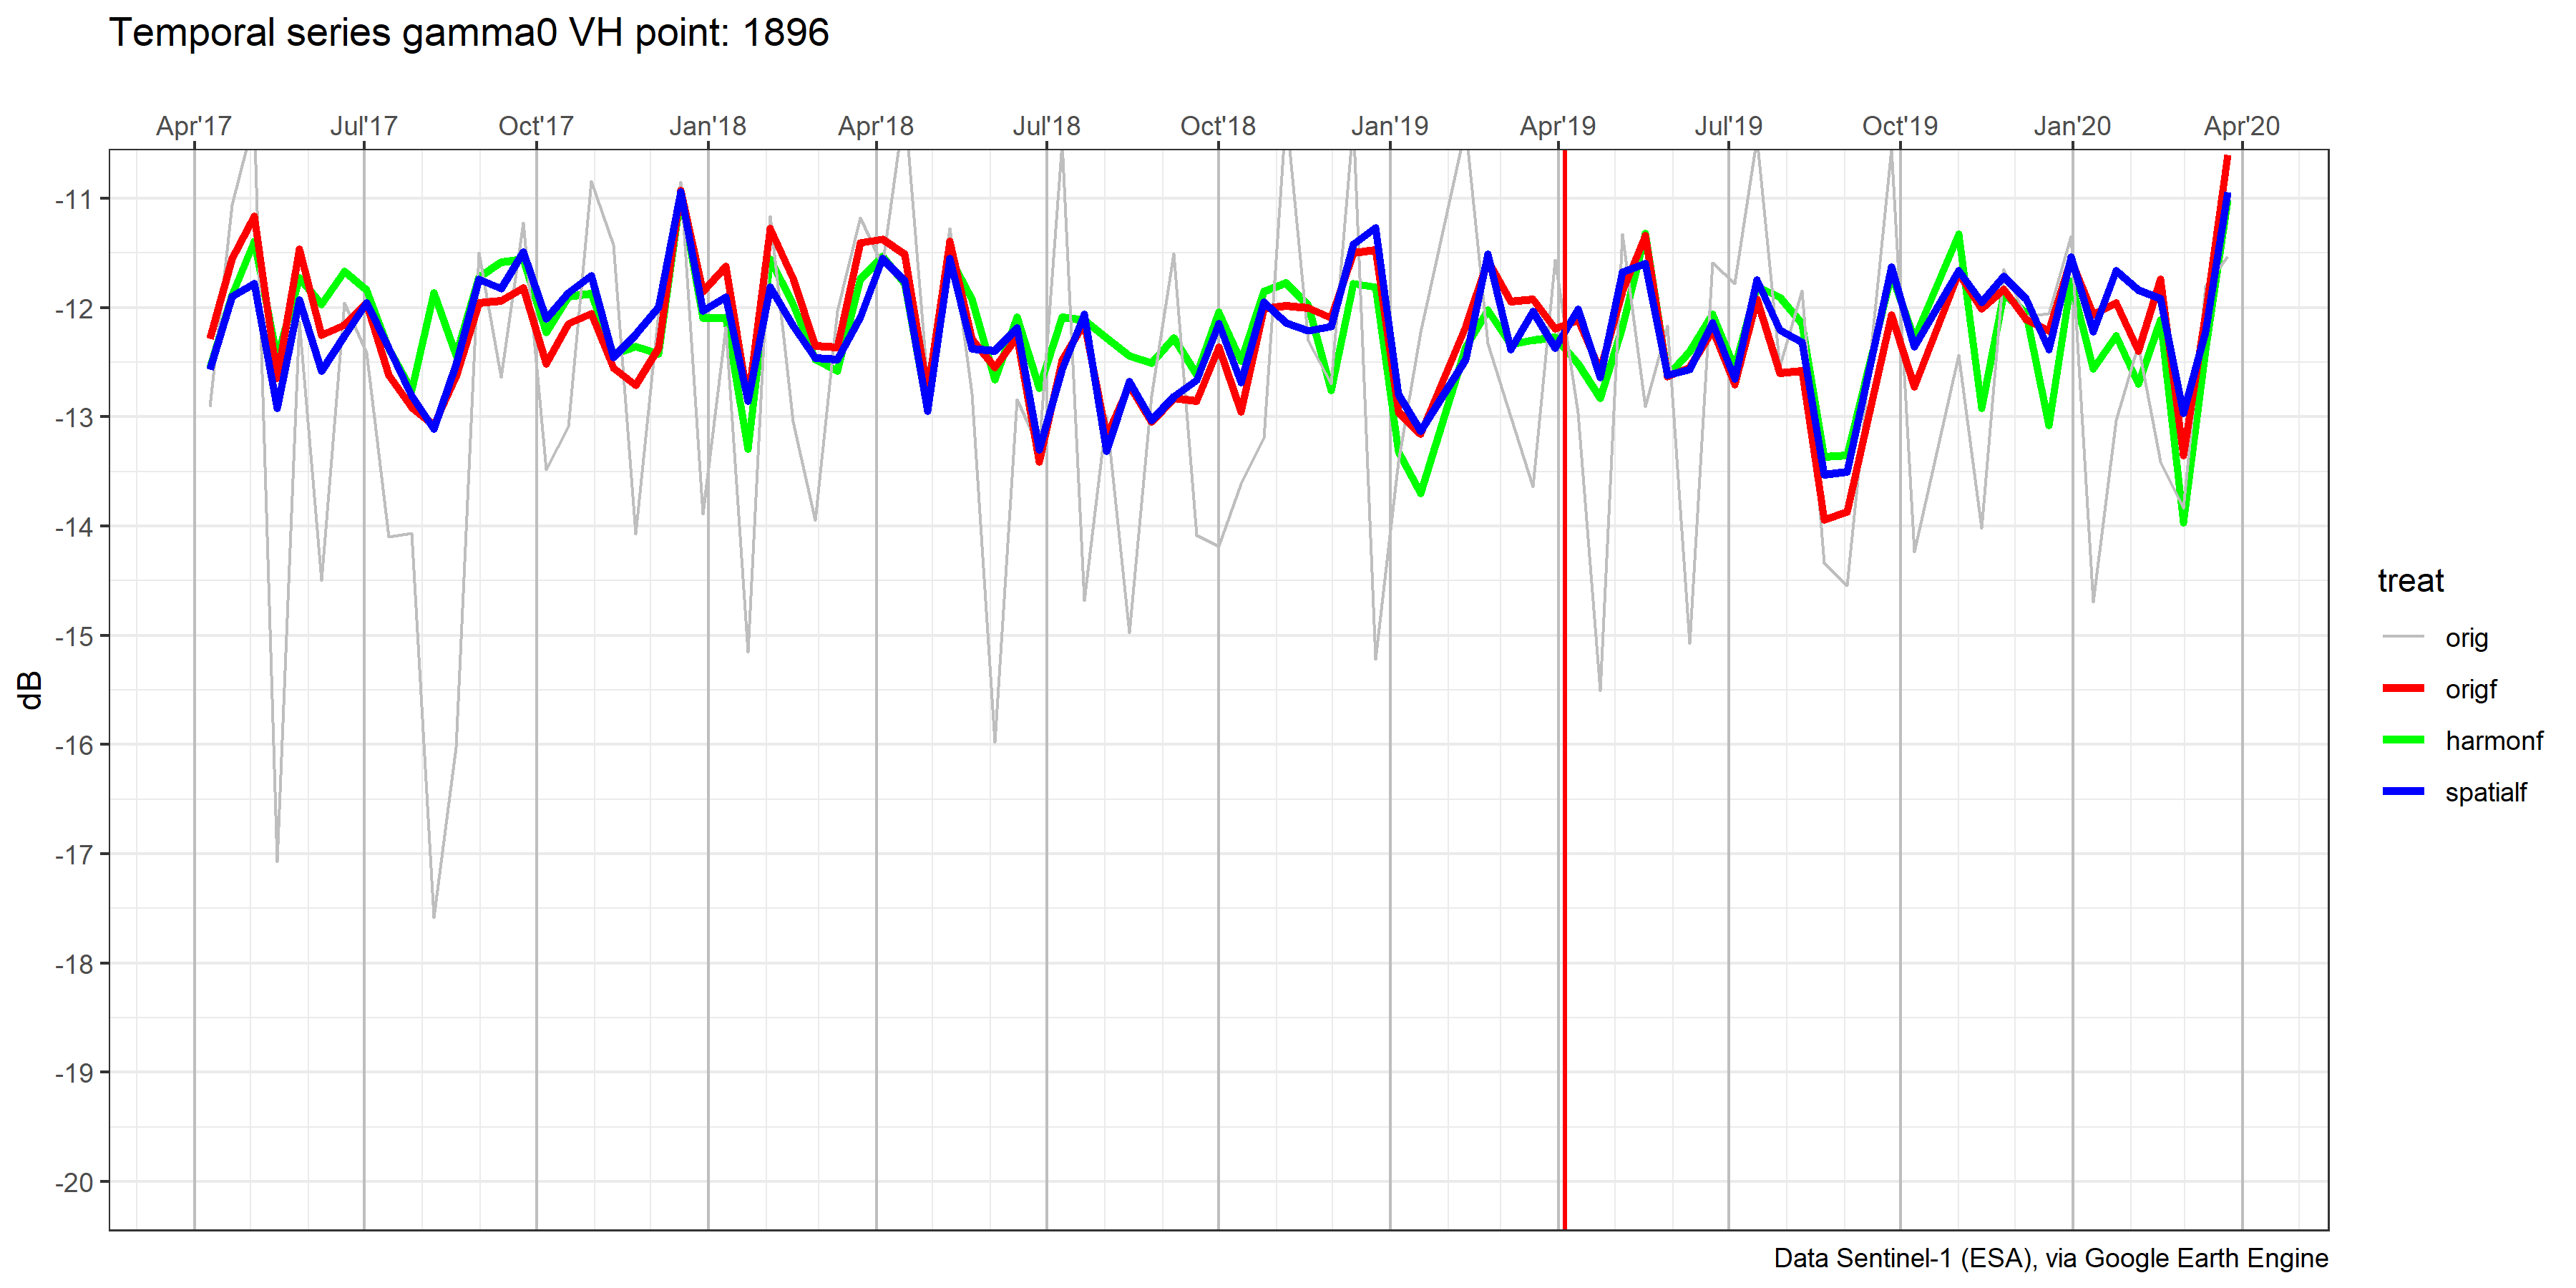 Temporal series gamma0 VH point: 1896
Apr'17 Jul'17 Oct'17 Jan'18 Apr'18 Jul'18 Oct'18 Jan'19 Apr'19 Jul'19 Oct'19 Jan'20 Apr'20
-11
-12
-13
-14
-15
-16
-17
-18
-19
-20
dB
treat
orig
origf
harmonf
spatialf
Data Sentinel-1 (ESA), via Google Earth Engine